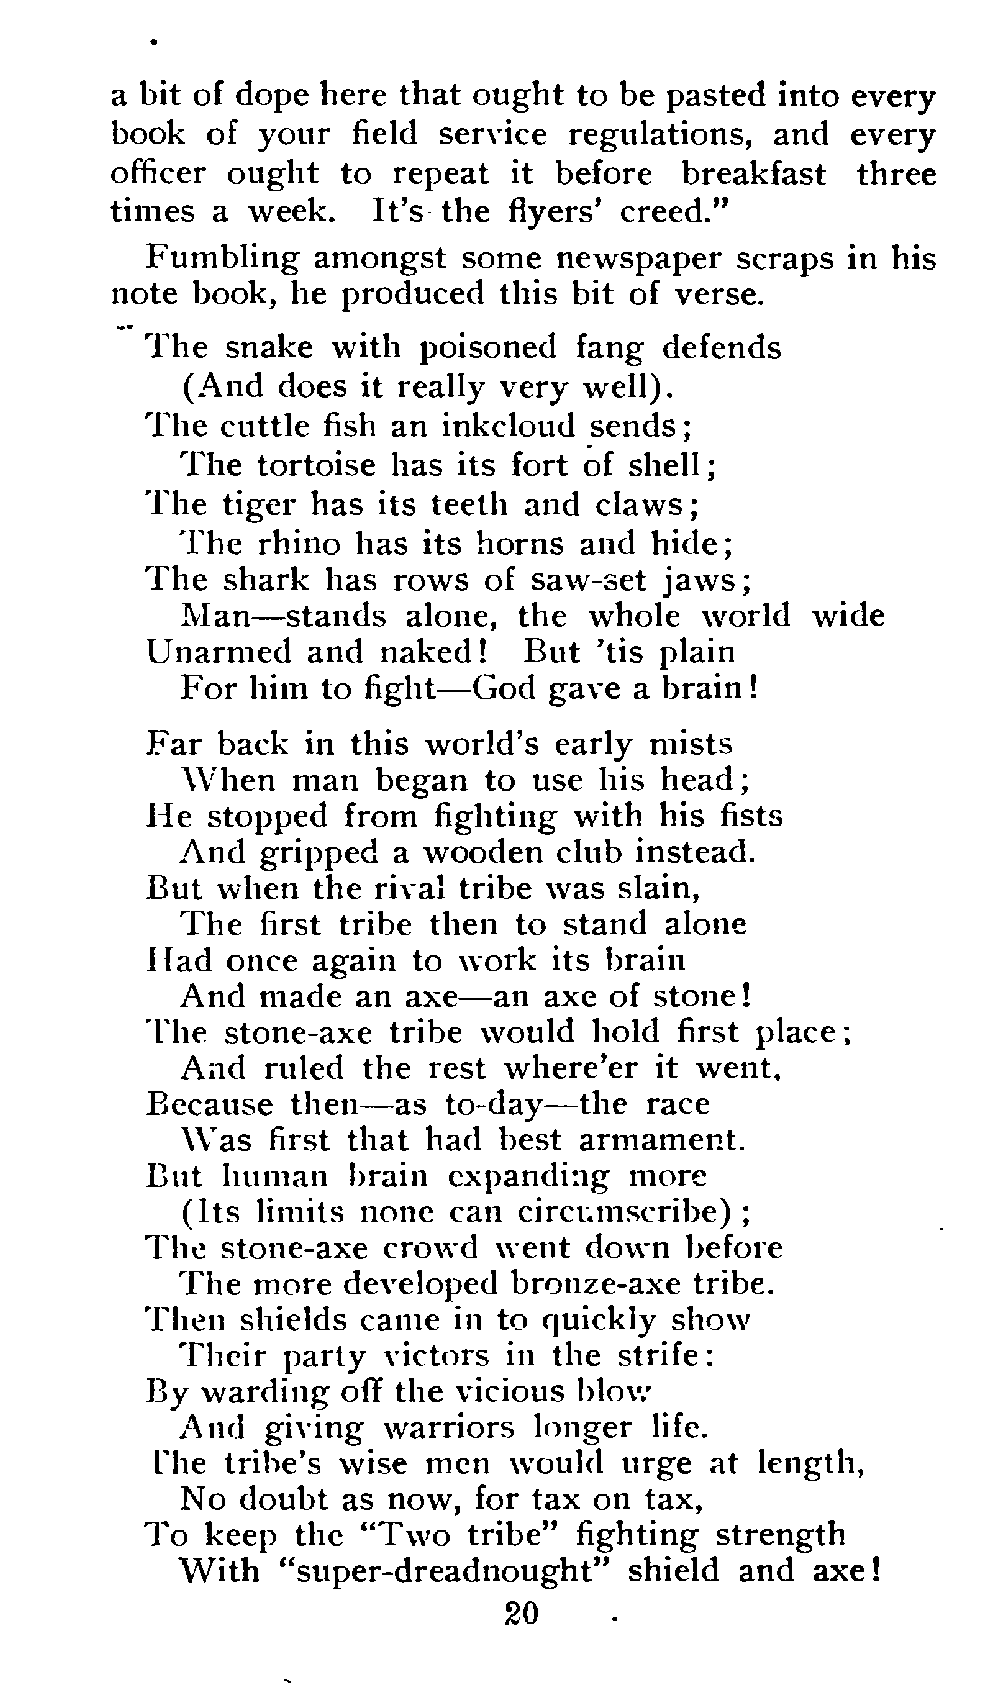 a bit of dope here that ought to be pasted into every
book of your field service regulations, and every
officer ought to repeat it before breakfast three
times a week. It's the flyers' creed."
Fumbling amongst some newspaper scraps in his
note book, he produced this bit of verse.
The snake with poisoned fang defends
(And does it really very well).
The cuttle fish an inkcloud sends;
The tortoise has its fort of shell;
The tiger has its teeth and claws;
The rhino has its horns and hide;
The shark has rows of saw-set jaws;
Man—stands alone, the whole world wide
Unarmed and naked! But 'tis plain
For him to fight—God gave a brain!
Far back in this world's early mists
When man began to use his head;
He stopped from fighting with his fists
And gripped a wooden club instead.
But when the rival tribe was slain,
The first tribe then to stand alone
Had once again to work its brain
And made an axe—an axe of stone!
The stone-axe tribe would hold first place;
And ruled the rest where'er it went,
Because then—as to-day—the race
Was first that had best armament.
But human brain expanding more
(Its limits none can circumscribe);
The stone-axe crowd went down before
The more developed bronze-axe tribe.
Then shields came in to quickly show
Their party victors in the strife:
By warding off the vicious blow
And giving warriors longer life.
The tribe's wise men would urge at length,
No doubt as now, for tax on tax,
To keep the "Two tribe" fighting strength
With "super-dreadnought" shield and axe!
20